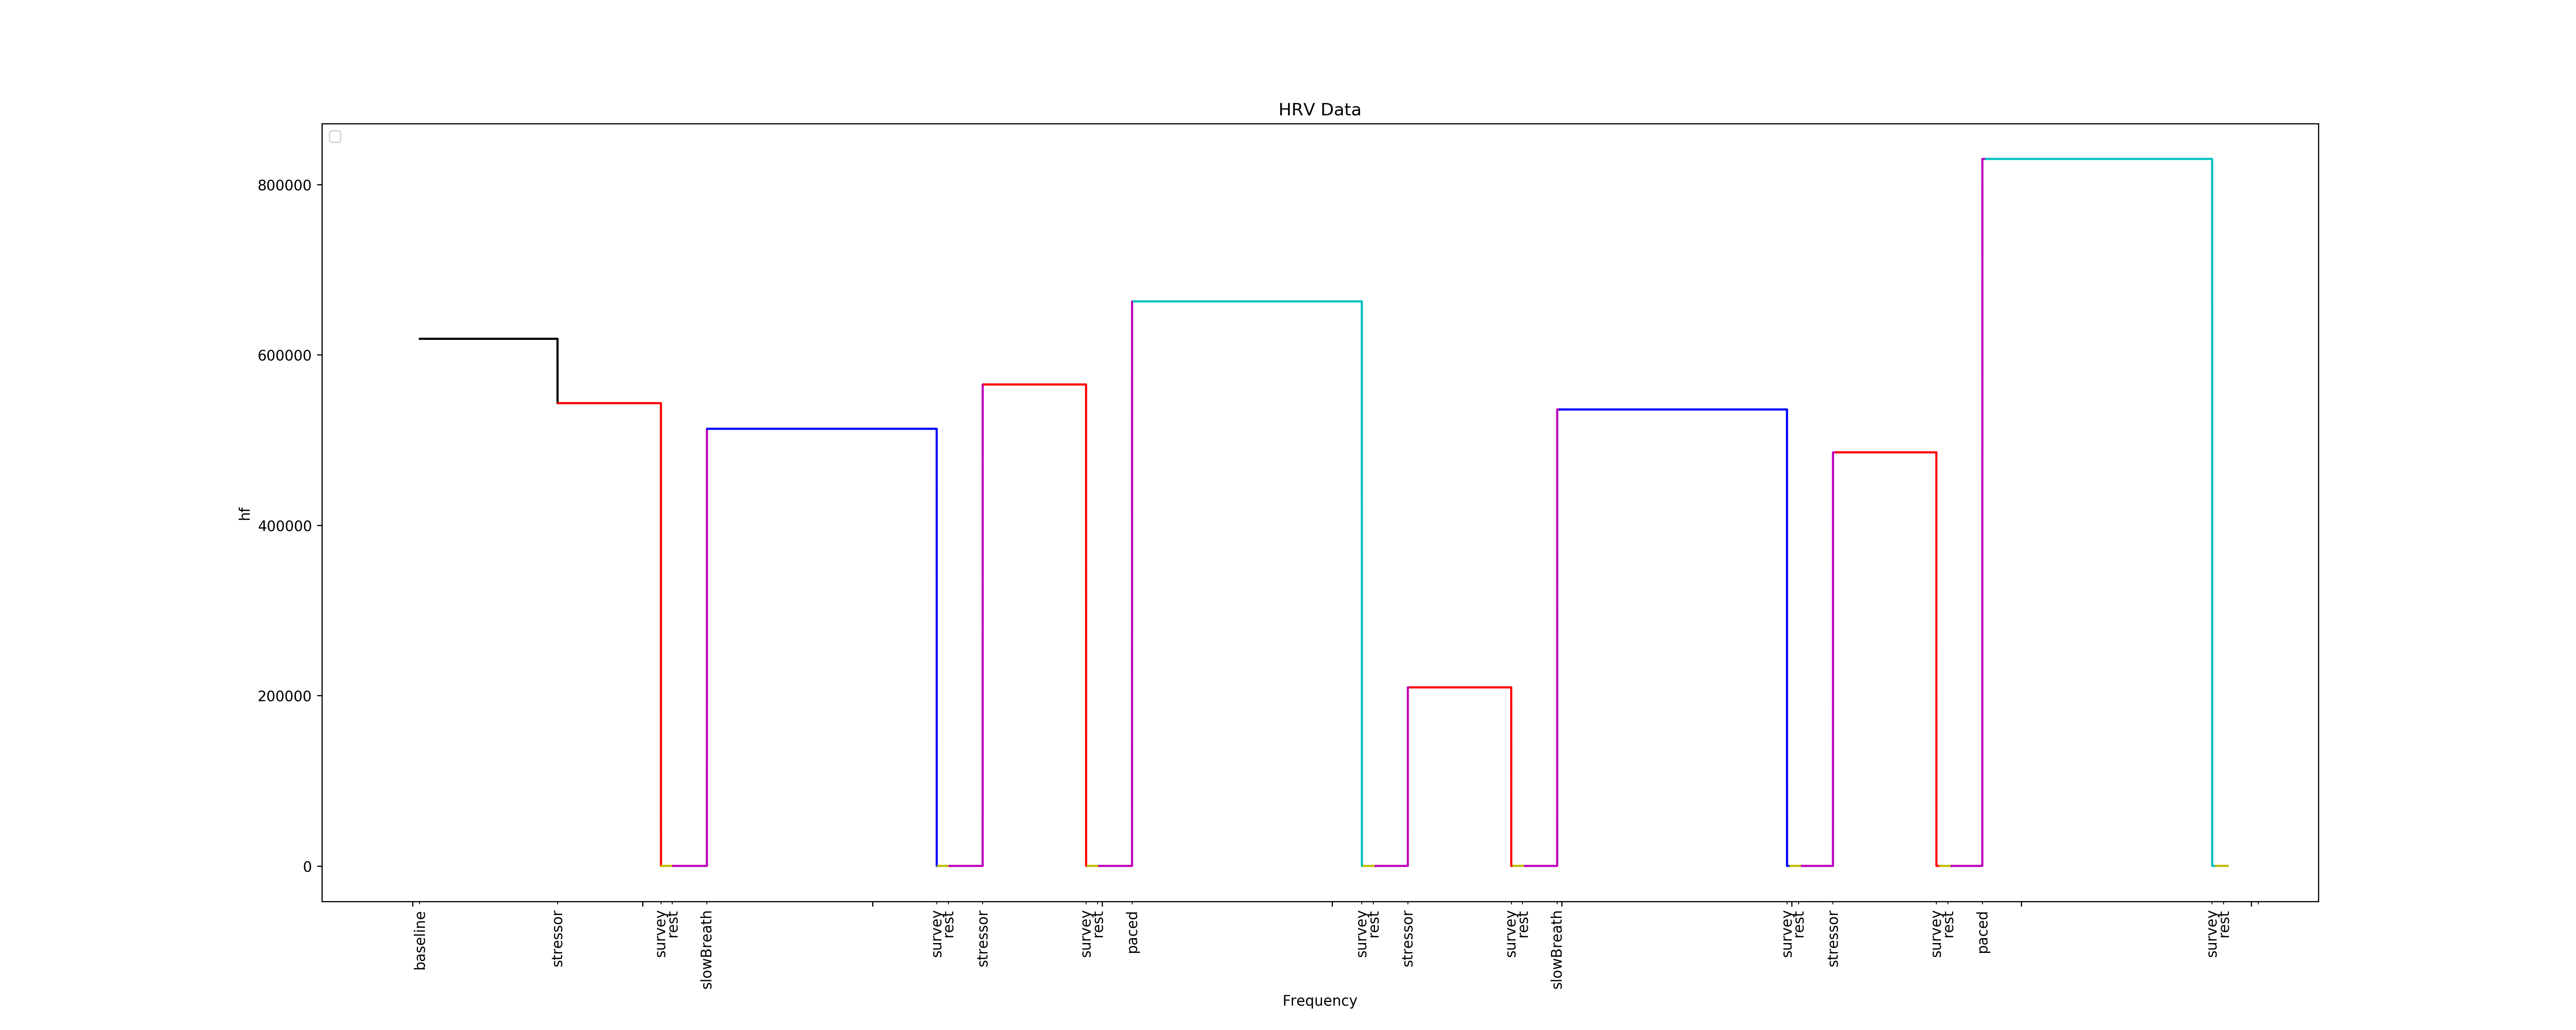 HRV Data
800000
600000
400000
200000
0
hf
baseline
stressor
survey
rest
slowBreath
survey
rest
stressor
survey
rest
paced
survey
rest
stressor
survey
rest
slowBreath
survey
rest
stressor
survey
rest
paced
survey
rest
Frequency